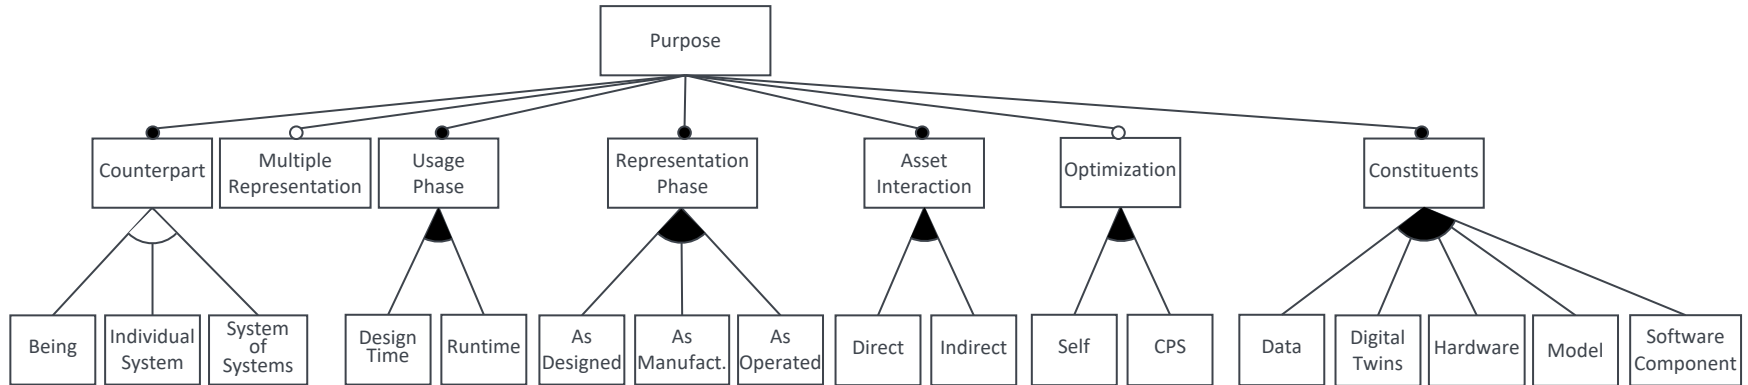 Purpose
Counterpart
Multiple
Representation
Usage
Phase
Representation
Phase
Asset
Interaction
Optimization
Constituents
Being
Individual
System
System
of
Systems
Design
Time
Runtime
As
Designed
As
Manufact.
As
Operated
Direct
Indirect
Self
CPS
Data
Digital
Twins
Hardware
Model
Software
Component